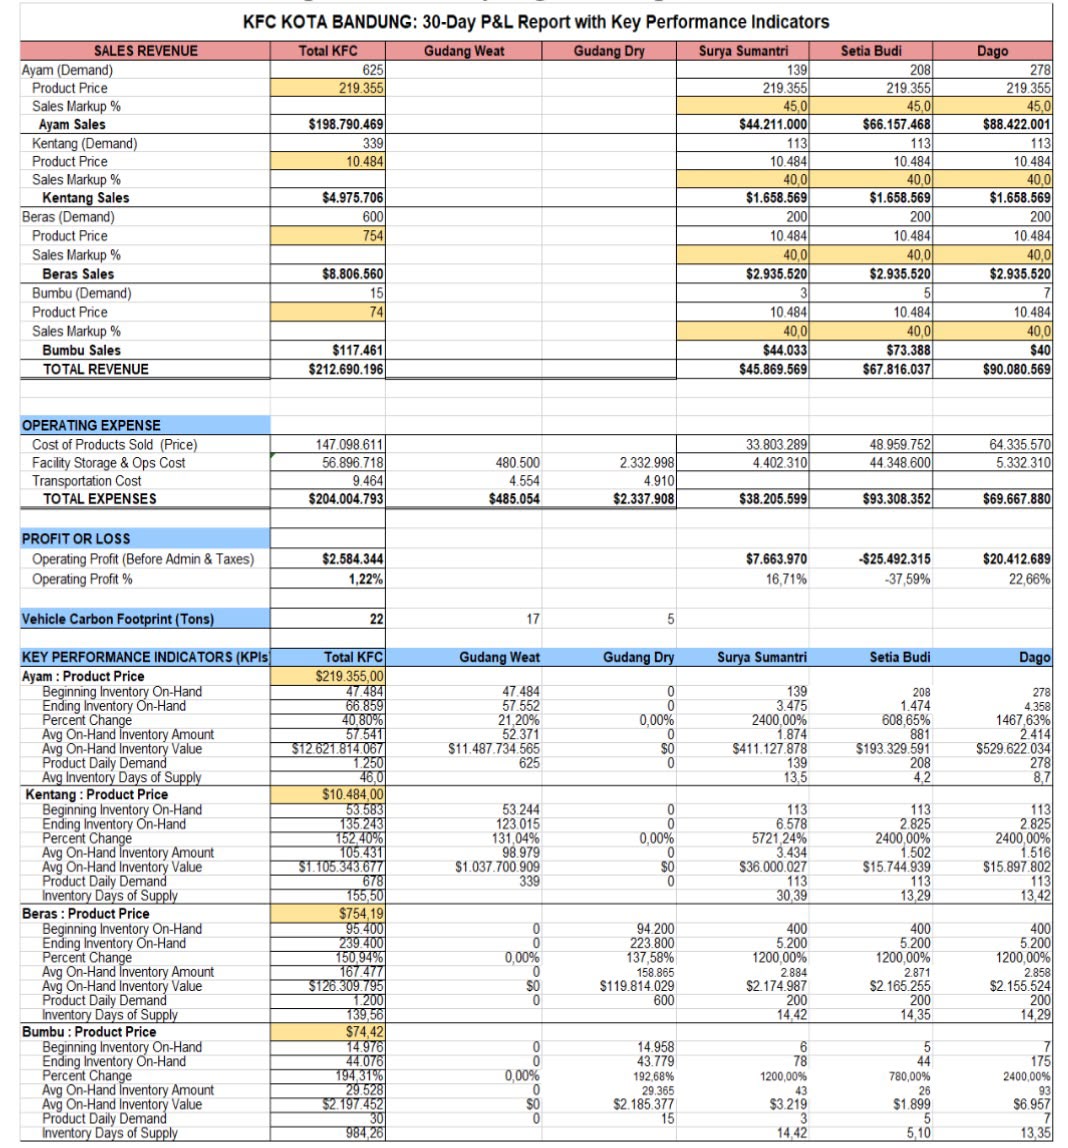 KFC KOTA BANDUNG: 30-Day P&L Report with Key Performance Indicators
SALES REVENUE Total KFC Gudang Weat Gudang Dry Surya Sumantri Setia Budi Dago
Ayam (Demand) 625 139 208 278
Product Price 219.355 219.355 219.355 219.355
Sales Markup % 45,0 45,0 45,0
Ayam Sales $198.790.469 $44.211.000 $66.157.468 $88.422.001
Kentang (Demand) 339 113 113 113
Product Price 10.484 10.484 10.484 10.484
Sales Markup % 40,0 40,0 40,0
Kentang Sales $4.975.706 $1.658.569 $1.658.569 $1.658.569
Beras (Demand) 600 200 200 200
Product Price 754 10.484 10.484 10.484
Sales Markup % 40,0 40,0 40,0
Beras Sales $8.806.560 $2.935.520 $2.935.520 $2.935.520
Bumbu (Demand) 15 3 5 7
Product Price 74 10.484 10.484 10.484
Sales Markup % 40,0 40,0 40,0
Bumbu Sales $117.461 $44.033 $73.388 $40
TOTAL REVENUE $212.690.196 $45.869.569 $67.816.037 $90.080.569
OPERATING EXPENSE
Cost of Products Sold (Price) 147.098.611 33.803.289 48.959.752 64.335.570
Facility Storage & Ops Cost 56.896.718 480.500 2.332.998 4.402.310 44.348.600 5.332.310
Transportation Cost 9.464 4.554 4.910
TOTAL EXPENSES $204.004.793 $485.054 $2.337.908 $38.205.599 $93.308.352 $69.667.880
PROFIT OR LOSS
Operating Profit (Before Admin & Taxes) $2.584.344 $7.663.970 -$25.492.315 $20.412.689
Operating Profit % 1,22% 16,71% -37,59% 22,66%
Vehicle Carbon Footprint (Tons) 22 17 5
KEY PERFORMANCE INDICATORS (KPIs Total KFC Gudang Weat Gudang Dry Surya Sumantri Setia Budi Dago
Ayam : Product Price $219.355,00
Beginning Inventory On-Hand 47.484 47.484 0 139 208 278
Ending Inventory On-Hand 66.859 57.552 0 3.475 1.474 4.358
Percent Change 40,80% 21,20% 0,00% 2400,00% 608,65% 1467,63%
Avg On-Hand Inventory Amount 57.541 52.371 0 1.874 881 2.414
Avg On-Hand Inventory Value $12.621.814.067 $11.487.734.565 $0 $411.127.878 $193.329.591 $529.622.034
Product Daily Demand 1.250 625 0 139 208 278
Avg Inventory Days of Supply 46,0 13,5 4,2 8,7
Kentang : Product Price $10.484,00
Beginning Inventory On-Hand 53.583 53.244 0 113 113 113
Ending Inventory On-Hand 135.243 123.015 0 6.578 2.825 2.825
Percent Change 152,40% 131,04% 0,00% 5721,24% 2400,00% 2400,00%
Avg On-Hand Inventory Amount 105.431 98.979 0 3.434 1.502 1.516
Avg On-Hand Inventory Value $1.105.343.677 $1.037.700.909 $0 $36.000.027 $15.744.939 $15.897.802
Product Daily Demand 678 339 0 113 113 113
Inventory Days of Supply 155,50 30,39 13,29 13,42
Beras : Product Price $754,19
Beginning Inventory On-Hand 95.400 0 94.200 400 400 400
Ending Inventory On-Hand 239.400 0 223.800 5.200 5.200 5.200
Percent Change 150,94% 0,00% 137,58% 1200,00% 1200,00% 1200,00%
Avg On-Hand Inventory Amount 167.477 0 158.865 2.884 2.871 2.858
Avg On-Hand Inventory Value $126.309.795 $0 $119.814.029 $2.174.987 $2.165.255 $2.155.524
Product Daily Demand 1.200 0 600 200 200 200
Inventory Days of Supply 139,56 14,42 14,35 14,29
Bumbu : Product Price $74,42
Beginning Inventory On-Hand 14.976 0 14.958 6 5 7
Ending Inventory On-Hand 44.076 0 43.779 78 44 175
Percent Change 194,31% 0,00% 192,68% 1200,00% 780,00% 2400,00%
Avg On-Hand Inventory Amount 29.528 0 29.365 43 26 93
Avg On-Hand Inventory Value $2.197.452 $0 $2.185.377 $3.219 $1.899 $6.957
Product Daily Demand 30 0 15 3 5 7
Inventory Days of Supply 984,26 14,42 5,10 13,35